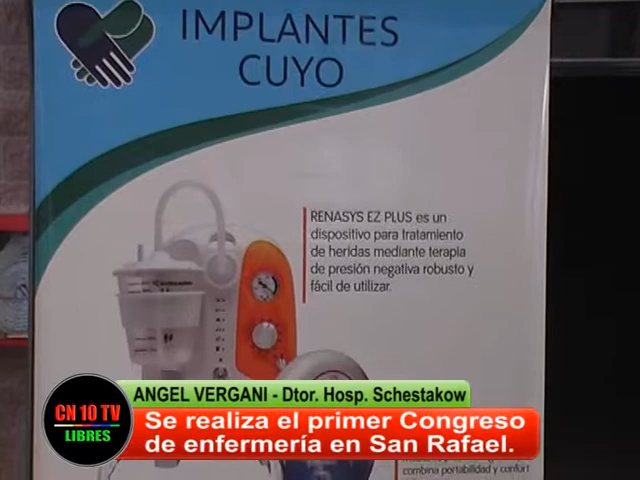 IMPLANTES
CUYO
RENASYS EZ PLUS es un
dispositivo para tratamiento
de heridas mediante terapia
de presión negativa robusto y
fácil de utilizar.
CN 10 TV
LIBRES
ANGEL VERGANI - Dtor. Hosp. Schestakow
Se realiza el primer Congreso
de enfermería en San Rafael.
combina portabilidad y confort